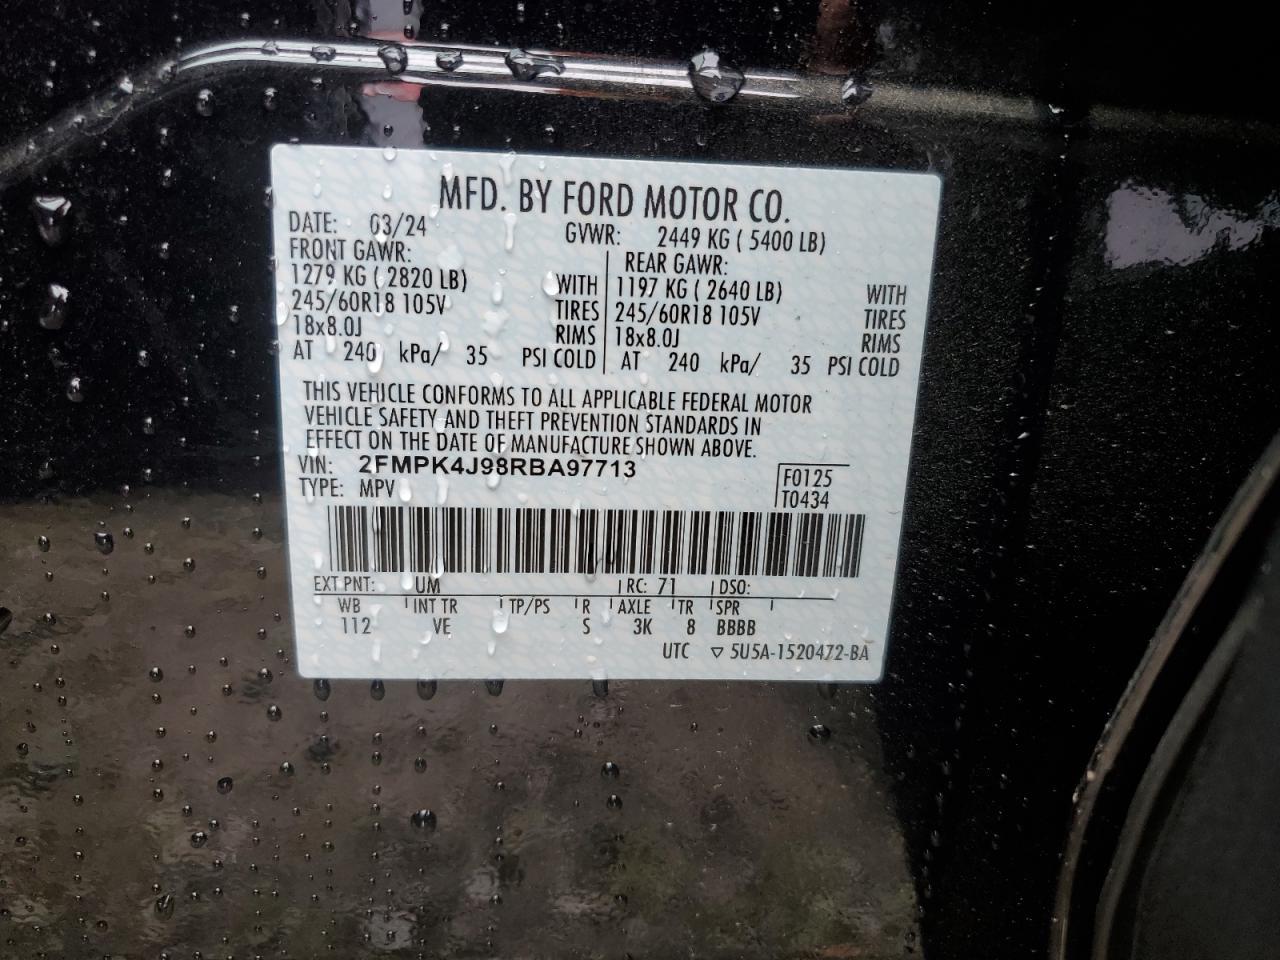 MFD. BY FORD MOTOR CO.
DATE: 03/24 GVWR: 2449 KG ( 5400 LB)
FRONT GAWR: REAR GAWR:
1279 KG ( 2820 LB) WITH 1197 KG ( 2640 LB) WITH
245/60R18 105V TIRES 245/60R18 105V TIRES
18x8.0J RIMS 18x8.0J RIMS
AT 240 kPa/ 35 PSI COLD AT 240 kPa/ 35 PSI COLD
THIS VEHICLE CONFORMS TO ALL APPLICABLE FEDERAL MOTOR
VEHICLE SAFETY AND THEFT PREVENTION STANDARDS IN
EFFECT ON THE DATE OF MANUFACTURE SHOWN ABOVE.
VIN: 2FMPK4J98RBA97713 F0125
TYPE: MPV T0434
EXT PNT: UM RC: 71 DSO:
WB INT TR TP/PS R AXLE TR SPR
112 VE S 3K 8 BBBB
UTC ▽ 5U5A-1520472-BA